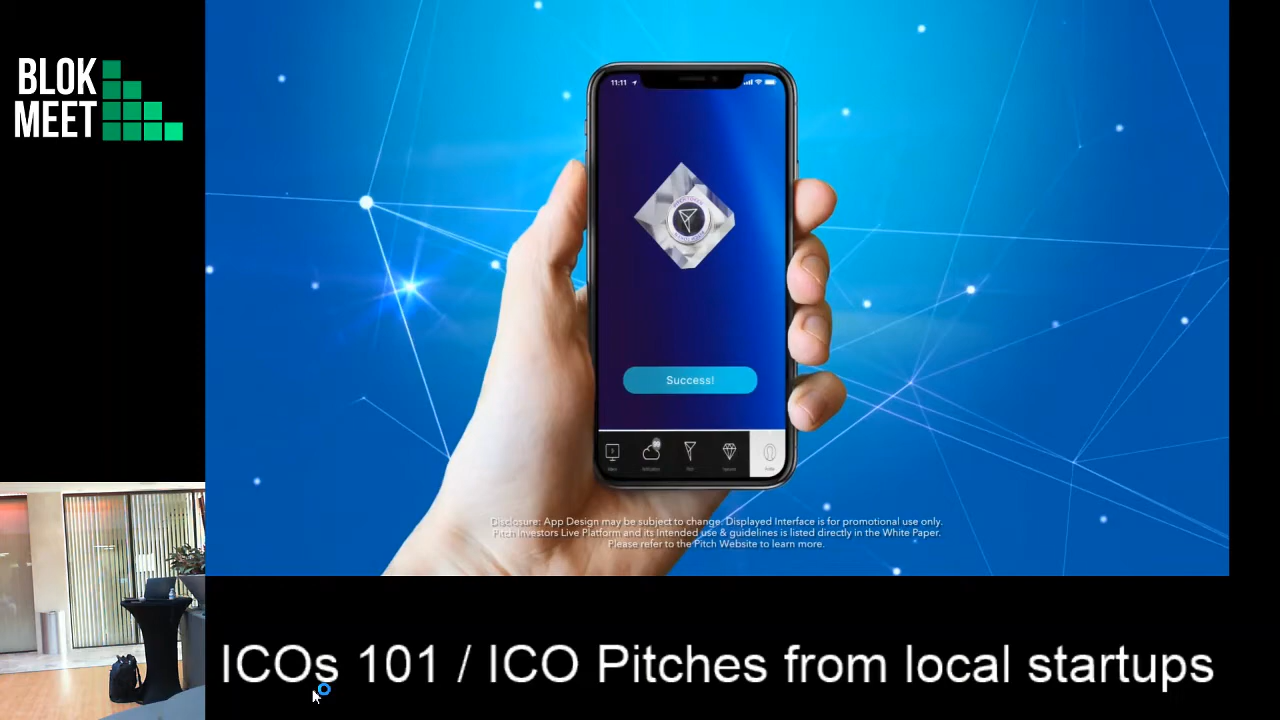 BLOK
MEET
11:11
Success!
Disclosure: App Design may be subject to change. Displayed Interface is for promotional use only.
Pitch Investors Live Platform and its intended use & guidelines is listed directly in the White Paper.
Please refer to the Pitch Website to learn more.
ICOs 101 / ICO Pitches from local startups